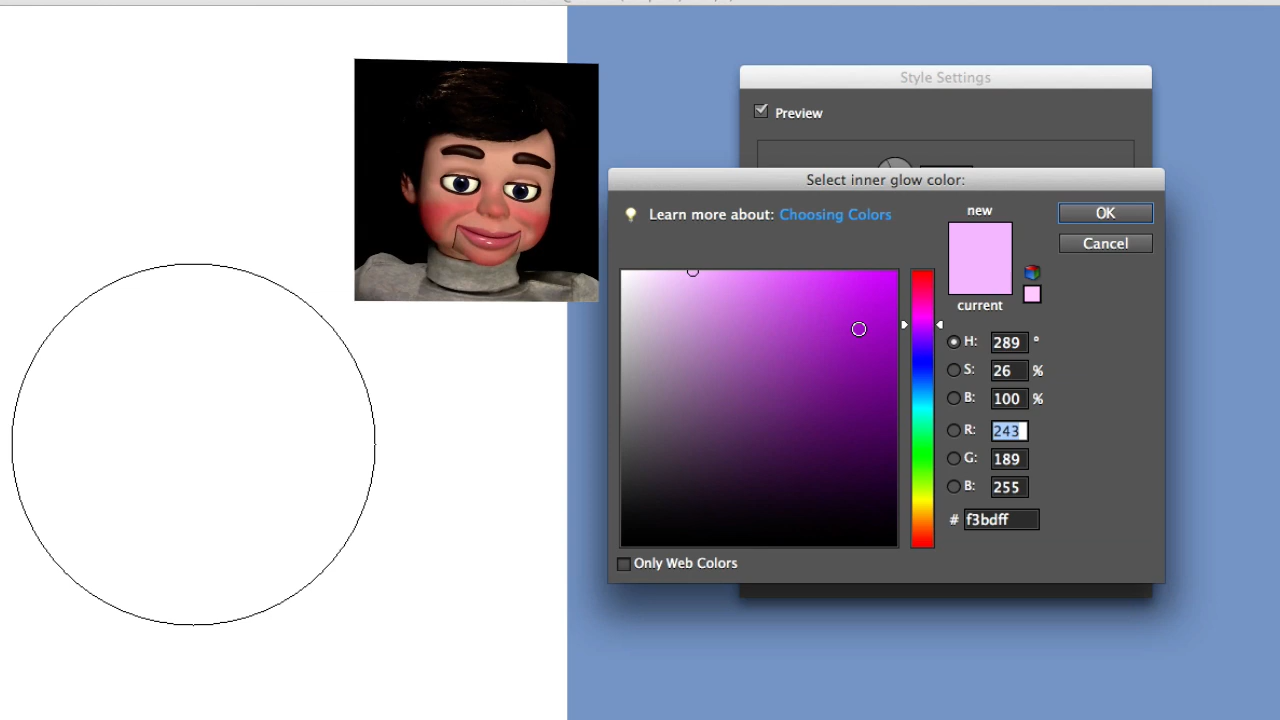 Style Settings
Preview
Select inner glow color:
Learn more about: Choosing Colors
new
OK
Cancel
current
H: 289 °
S: 26 %
B: 100 %
R: 243
G: 189
B: 255
# f3bdff
Only Web Colors